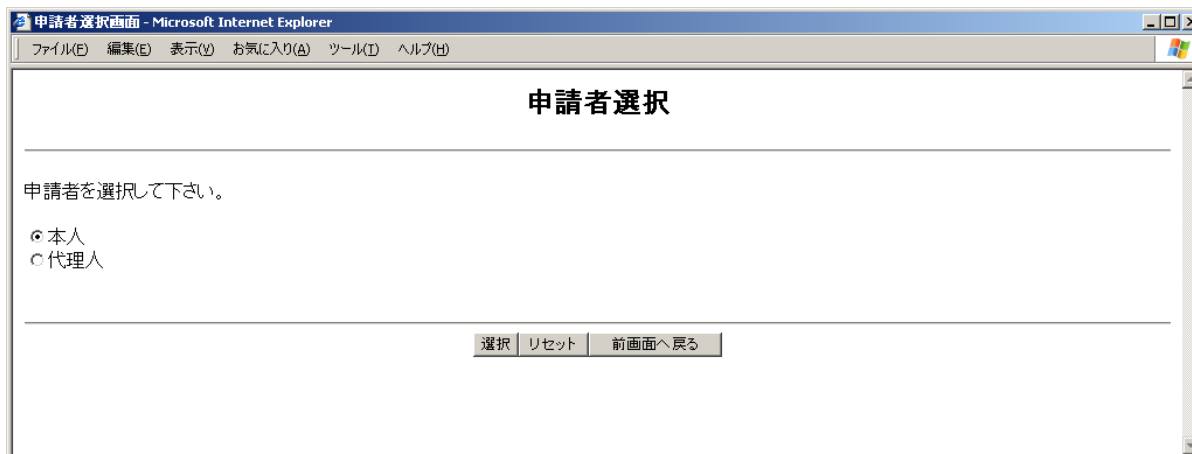 申請者選択画面 - Microsoft Internet Explorer
ファイル(F) 編集(E) 表示(V) お気に入り(A) ツール(T) ヘルプ(H)
申請者選択
申請者を選択して下さい。
本人
代理人
選択 リセット 前画面へ戻る